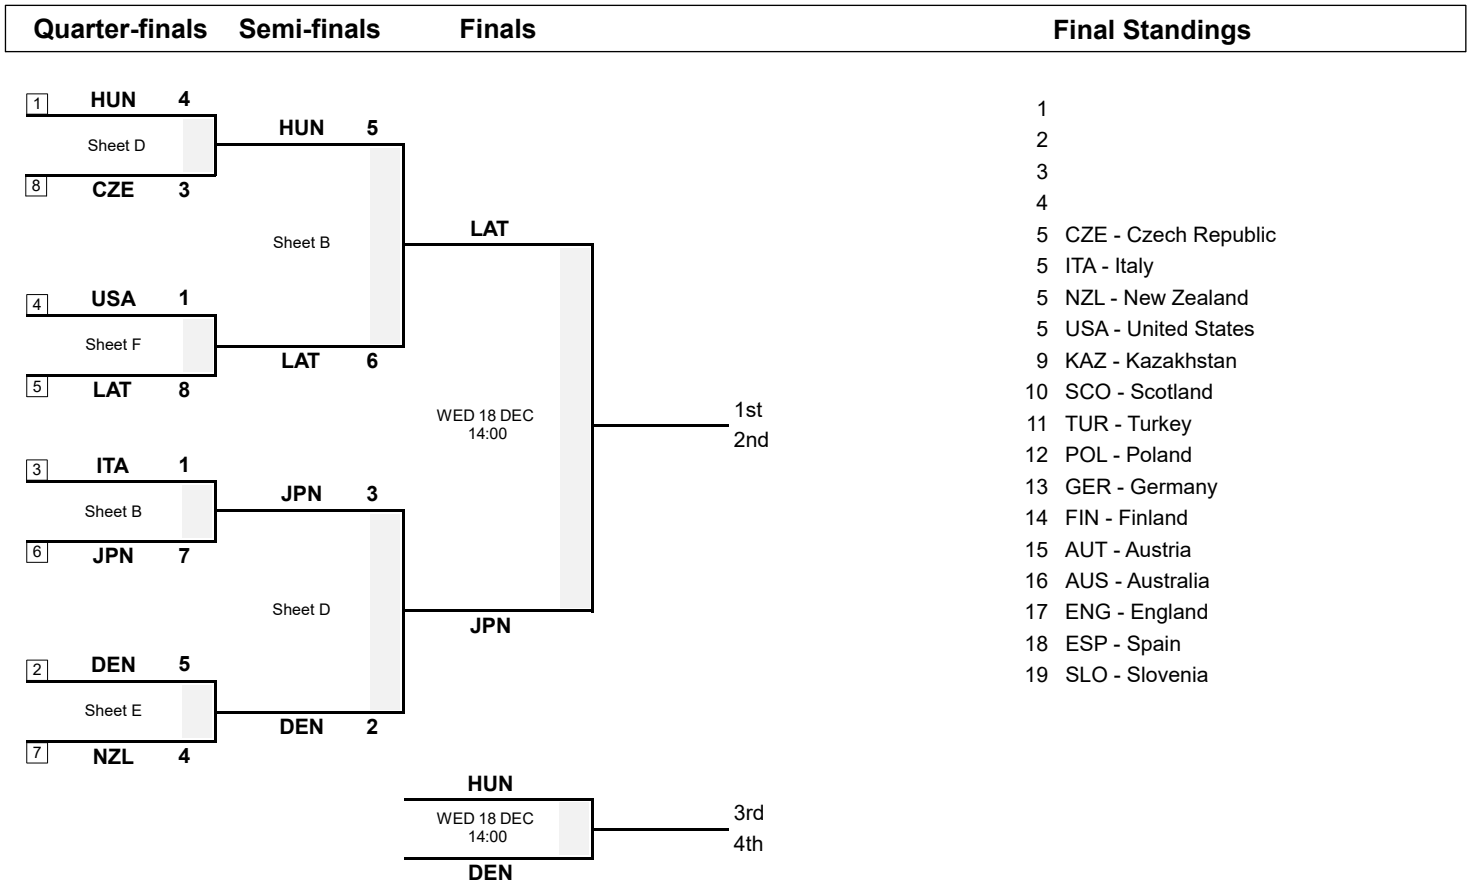 Quarter-finals Semi-finals Finals Final Standings
1 HUN 4
Sheet D
8 CZE 3
4 USA 1
Sheet F
5 LAT 8
3 ITA 1
Sheet B
6 JPN 7
2 DEN 5
Sheet E
7 NZL 4
HUN 5
Sheet B
LAT 6
JPN 3
Sheet D
DEN 2
LAT
WED 18 DEC
14:00
JPN
1st
2nd
HUN
WED 18 DEC
14:00
DEN
3rd
4th
1
2
3
4
5 CZE - Czech Republic
5 ITA - Italy
5 NZL - New Zealand
5 USA - United States
9 KAZ - Kazakhstan
10 SCO - Scotland
11 TUR - Turkey
12 POL - Poland
13 GER - Germany
14 FIN - Finland
15 AUT - Austria
16 AUS - Australia
17 ENG - England
18 ESP - Spain
19 SLO - Slovenia